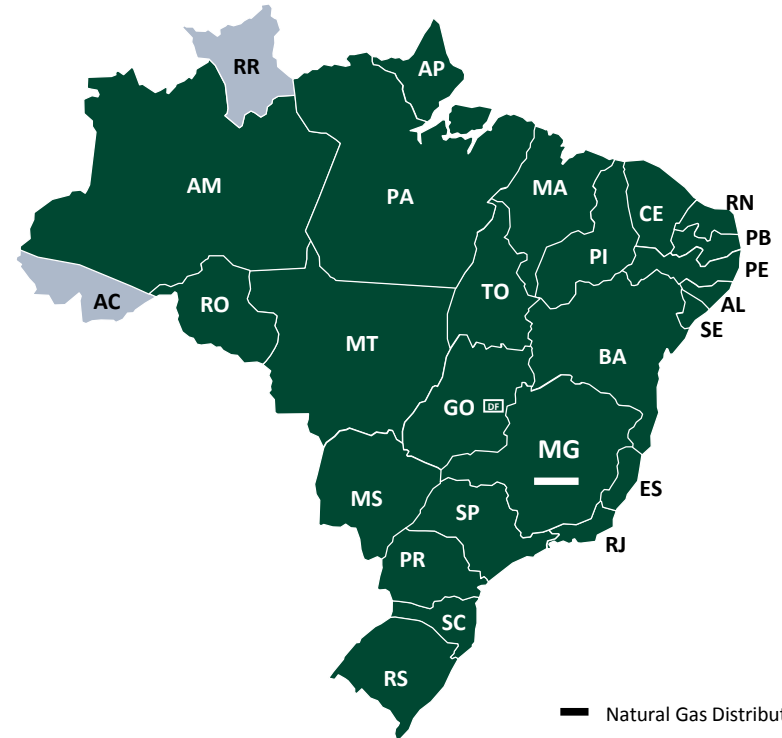 RR
AP
AM
PA
MA
CE
RN
PB
PI
PE
TO
AL
AC
RO
SE
MT
BA
GO
DF
MG
ES
MS
SP
RJ
PR
SC
RS
Natural Gas Distribut